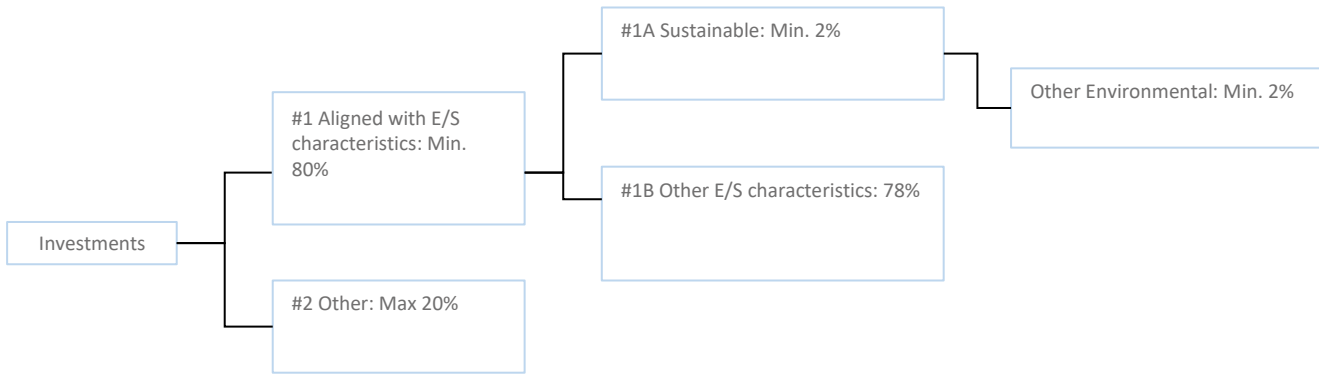 #1A Sustainable: Min. 2%
Other Environmental: Min. 2%
#1 Aligned with E/S
characteristics: Min.
80%
#1B Other E/S characteristics: 78%
Investments
#2 Other: Max 20%